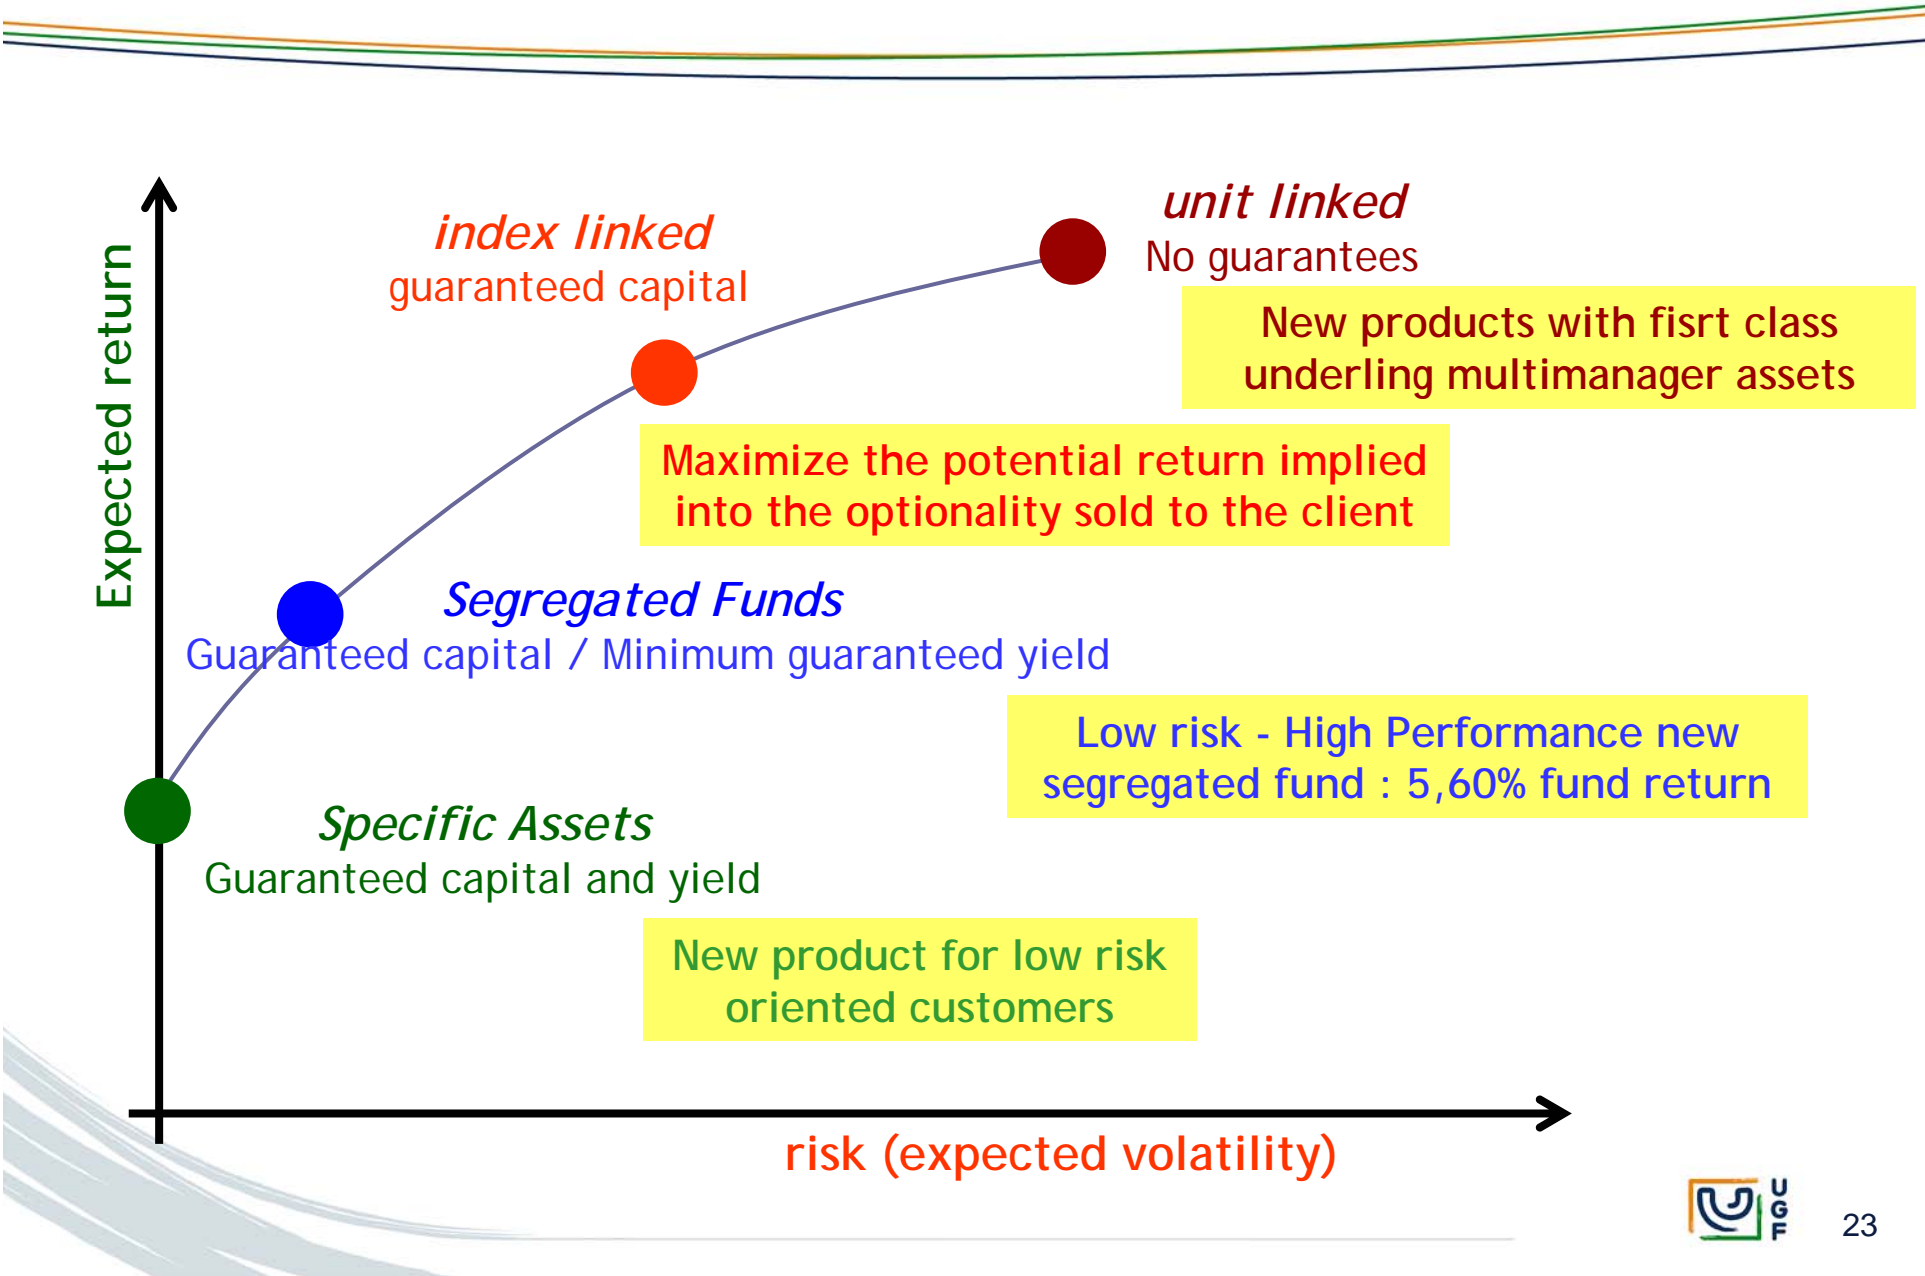 unit linked
No guarantees
index linked
guaranteed capital
New products with fisrt class
underling multimanager assets
Expected return
Maximize the potential return implied
into the optionality sold to the client
Segregated Funds
Guaranteed capital / Minimum guaranteed yield
Low risk - High Performance new
segregated fund : 5,60% fund return
Specific Assets
Guaranteed capital and yield
New product for low risk
oriented customers
risk (expected volatility)
UGF
23